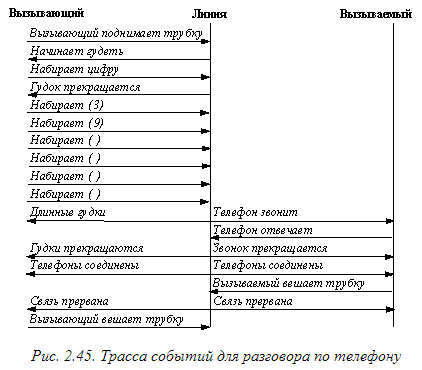 Вызывающий Линия Вызываемый
Вызывающий поднимает трубку
Начинает гудеть
Набирает цифру
Гудок прекращается
Набирает (3)
Набирает (9)
Набирает ( )
Набирает ( )
Набирает ( )
Набирает ( )
Длинные гудки Телефон звонит
Телефон отвечает
Гудки прекращаются Звонок прекращается
Телефоны соединены Телефоны соединены
Вызываемый вешает трубку
Связь прервана Связь прервана
Вызывающий вешает трубку
Рис. 2.45. Трасса событий для разговора по телефону